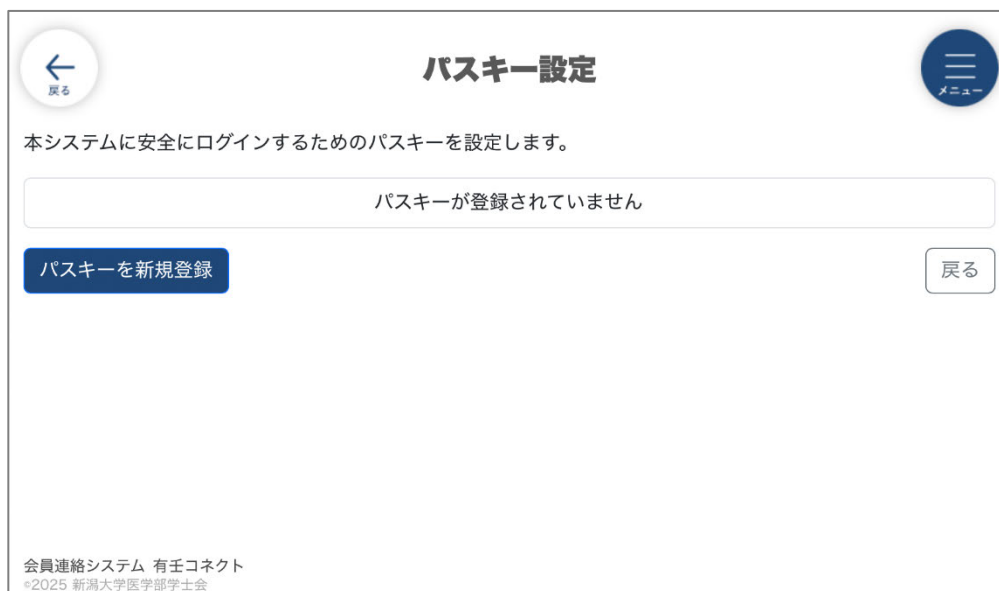 戻る
パスキー設定
メニュー
本システムに安全にログインするためのパスキーを設定します。
パスキーが登録されていません
パスキーを新規登録
戻る
会員連絡システム 有壬コネクト
©2025 新潟大学医学部学士会